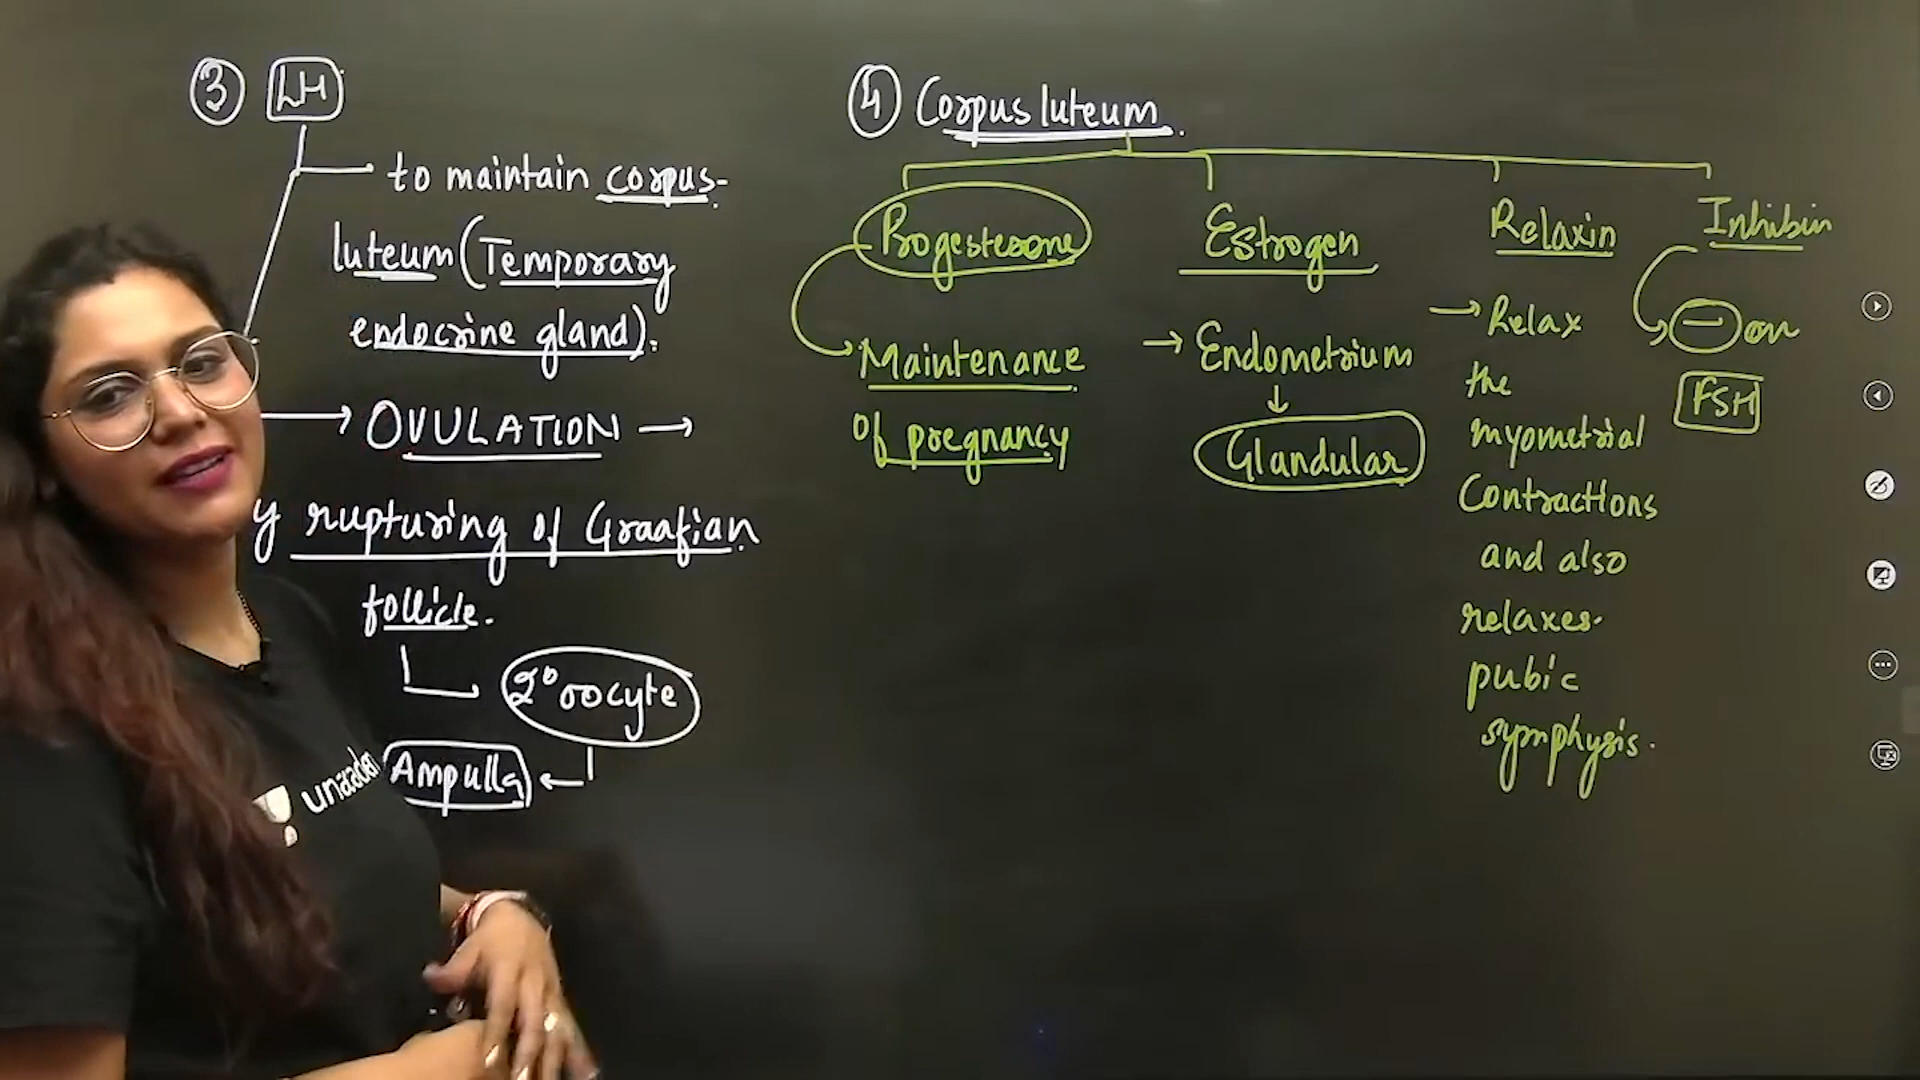 ③ LH
to maintain corpus-
luteum (Temporary
endocrine gland).
→ OVULATION →
y rupturing of Graafian
follicle.
2° oocyte
Ampulla
④ Corpus luteum.
Progesterone
Maintenance
of pregnancy
Estrogen
→ Endometrium
↓
Glandular
Relaxin
→ Relax
the
myometrial
Contractions
and also
relaxes.
pubic
symphysis.
Inhibin
− on
FSH